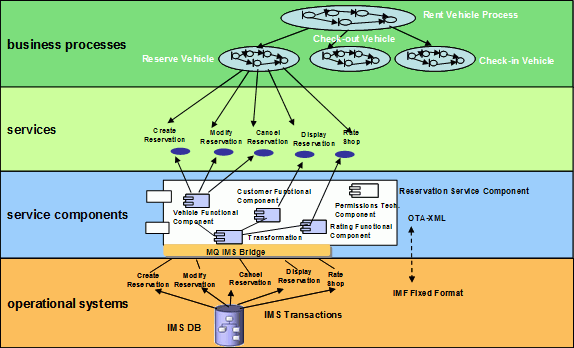 Rent Vehicle Process
business processes
Check-out Vehicle
Reserve Vehicle
Check-in Vehicle
services
Create
Reservation
Modify
Reservation
Cancel
Reservation
Display
Reservation
Rate
Shop
service components
Customer Functional
Component
Permissions Tech.
Component
Reservation Service Component
Vehicle Functional
Component
Transformation
Rating Functional
Component
OTA-XML
MQ IMS Bridge
operational systems
Create
Reservation
Modify
Reservation
Cancel
Reservation
Display
Reservation
Rate
Shop
IMF Fixed Format
IMS DB
IMS Transactions